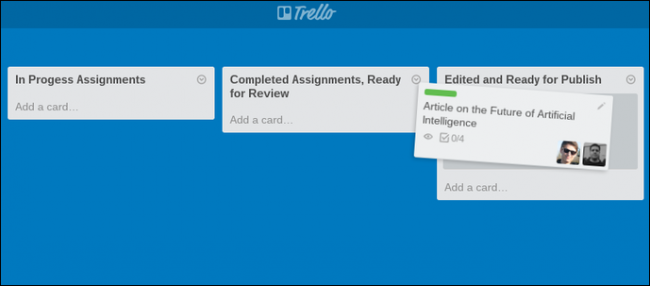 Trello
In Progess Assignments
Add a card...
Completed Assignments, Ready
for Review
Add a card...
Edited and Ready for Publish
Article on the Future of Artificial
Intelligence
0/4
Add a card...